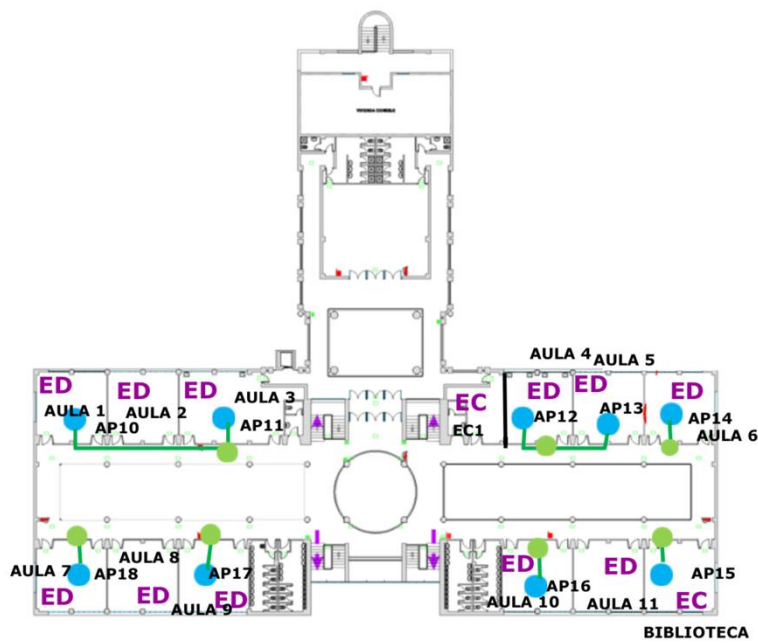 VIVIENDA CONSERJE
AULA 4 AULA 5
ED ED ED ED ED ED
AULA 1 AULA 2 AULA 3
EC
AP10 AP11
EC1
AP12 AP13 AP14
AULA 6
AULA 8
AULA 7 AP18 AP17
ED ED ED
AULA 9
ED ED
AP16 AP15
AULA 10 AULA 11 EC
BIBLIOTECA